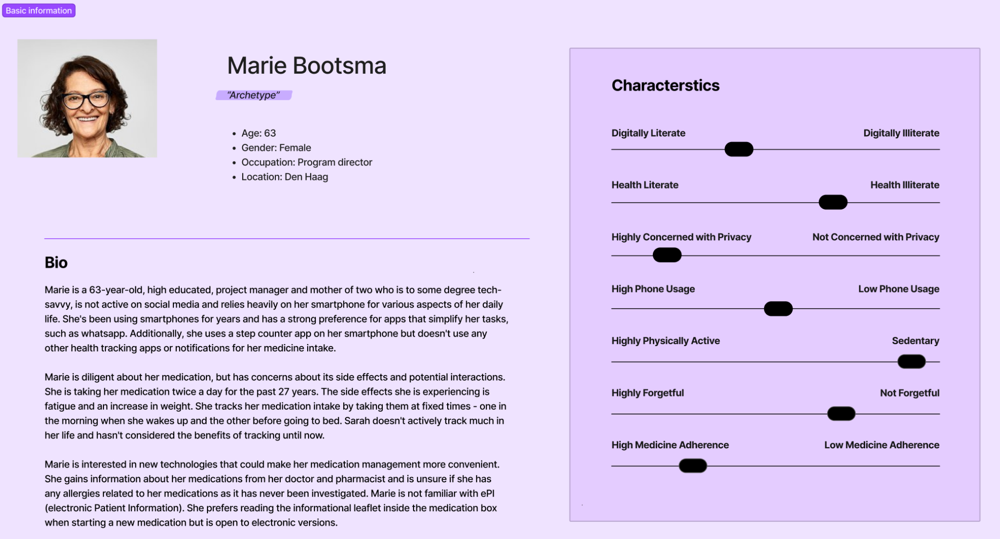 Basic information
Marie Bootsma
“Archetype”
• Age: 63
• Gender: Female
• Occupation: Program director
• Location: Den Haag
Bio
Marie is a 63-year-old, high educated, project manager and mother of two who is to some degree tech-
savvy, is not active on social media and relies heavily on her smartphone for various aspects of her daily
life. She's been using smartphones for years and has a strong preference for apps that simplify her tasks,
such as whatsapp. Additionally, she uses a step counter app on her smartphone but doesn't use any
other health tracking apps or notifications for her medicine intake.
Marie is diligent about her medication, but has concerns about its side effects and potential interactions.
She is taking her medication twice a day for the past 27 years. The side effects she is experiencing is
fatigue and an increase in weight. She tracks her medication intake by taking them at fixed times - one in
the morning when she wakes up and the other before going to bed. Sarah doesn't actively track much in
her life and hasn't considered the benefits of tracking until now.
Marie is interested in new technologies that could make her medication management more convenient.
She gains information about her medications from her doctor and pharmacist and is unsure if she has
any allergies related to her medications as it has never been investigated. Marie is not familiar with ePI
(electronic Patient Information). She prefers reading the informational leaflet inside the medication box
when starting a new medication but is open to electronic versions.
Characterstics
Digitally Literate Digitally Illiterate
Health Literate Health Illiterate
Highly Concerned with Privacy Not Concerned with Privacy
High Phone Usage Low Phone Usage
Highly Physically Active Sedentary
Highly Forgetful Not Forgetful
High Medicine Adherence Low Medicine Adherence